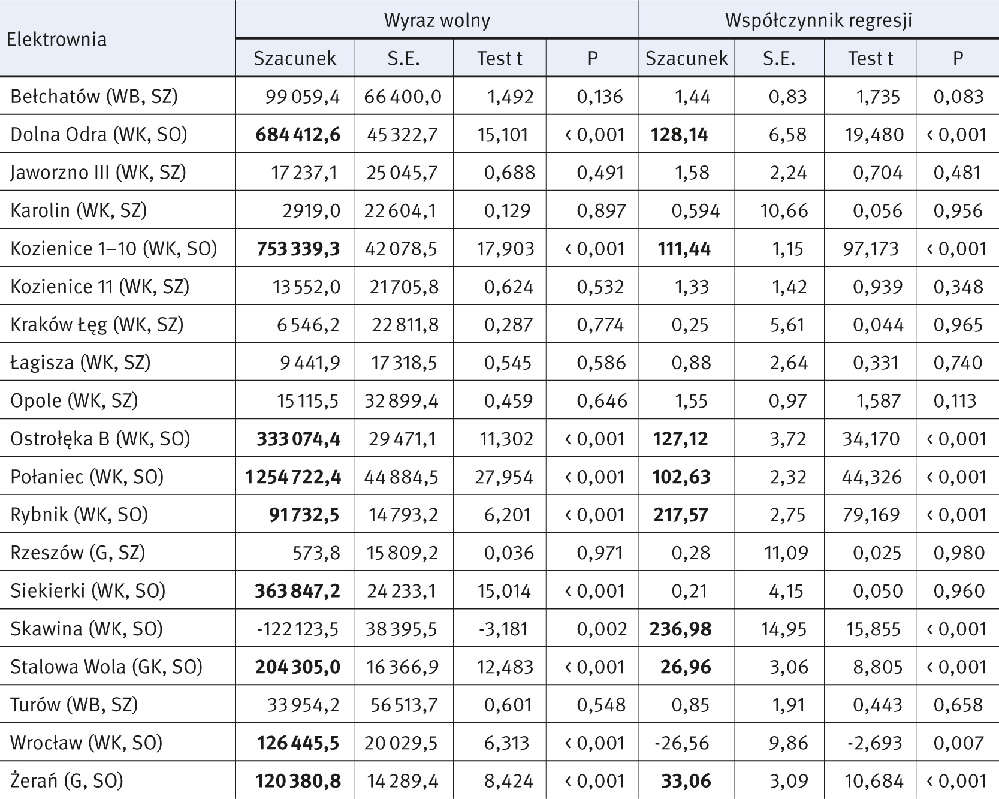 Elektrownia Wyraz wolny Współczynnik regresji
Szacunek S.E. Test t P Szacunek S.E. Test t P
Bełchatów (WB, SZ) 99 059,4 66 400,0 1,492 0,136 1,44 0,83 1,735 0,083
Dolna Odra (WK, SO) 684 412,6 45 322,7 15,101 < 0,001 128,14 6,58 19,480 < 0,001
Jaworzno III (WK, SZ) 17 237,1 25 045,7 0,688 0,491 1,58 2,24 0,704 0,481
Karolin (WK, SZ) 2919,0 22 604,1 0,129 0,897 0,594 10,66 0,056 0,956
Kozienice 1–10 (WK, SO) 753 339,3 42 078,5 17,903 < 0,001 111,44 1,15 97,173 < 0,001
Kozienice 11 (WK, SZ) 13 552,0 21 705,8 0,624 0,532 1,33 1,42 0,939 0,348
Kraków Łęg (WK, SZ) 6 546,2 22 811,8 0,287 0,774 0,25 5,61 0,044 0,965
Łagisza (WK, SZ) 9 441,9 17 318,5 0,545 0,586 0,88 2,64 0,331 0,740
Opole (WK, SZ) 15 115,5 32 899,4 0,459 0,646 1,55 0,97 1,587 0,113
Ostrołęka B (WK, SO) 333 074,4 29 471,1 11,302 < 0,001 127,12 3,72 34,170 < 0,001
Połaniec (WK, SO) 1 254 722,4 44 884,5 27,954 < 0,001 102,63 2,32 44,326 < 0,001
Rybnik (WK, SO) 91 732,5 14 793,2 6,201 < 0,001 217,57 2,75 79,169 < 0,001
Rzeszów (G, SZ) 573,8 15 809,2 0,036 0,971 0,28 11,09 0,025 0,980
Siekierki (WK, SO) 363 847,2 24 233,1 15,014 < 0,001 0,21 4,15 0,050 0,960
Skawina (WK, SO) -122 123,5 38 395,5 -3,181 0,002 236,98 14,95 15,855 < 0,001
Stalowa Wola (GK, SO) 204 305,0 16 366,9 12,483 < 0,001 26,96 3,06 8,805 < 0,001
Turów (WB, SZ) 33 954,2 56 513,7 0,601 0,548 0,85 1,91 0,443 0,658
Wrocław (WK, SO) 126 445,5 20 029,5 6,313 < 0,001 -26,56 9,86 -2,693 0,007
Żerań (G, SO) 120 380,8 14 289,4 8,424 < 0,001 33,06 3,09 10,684 < 0,001